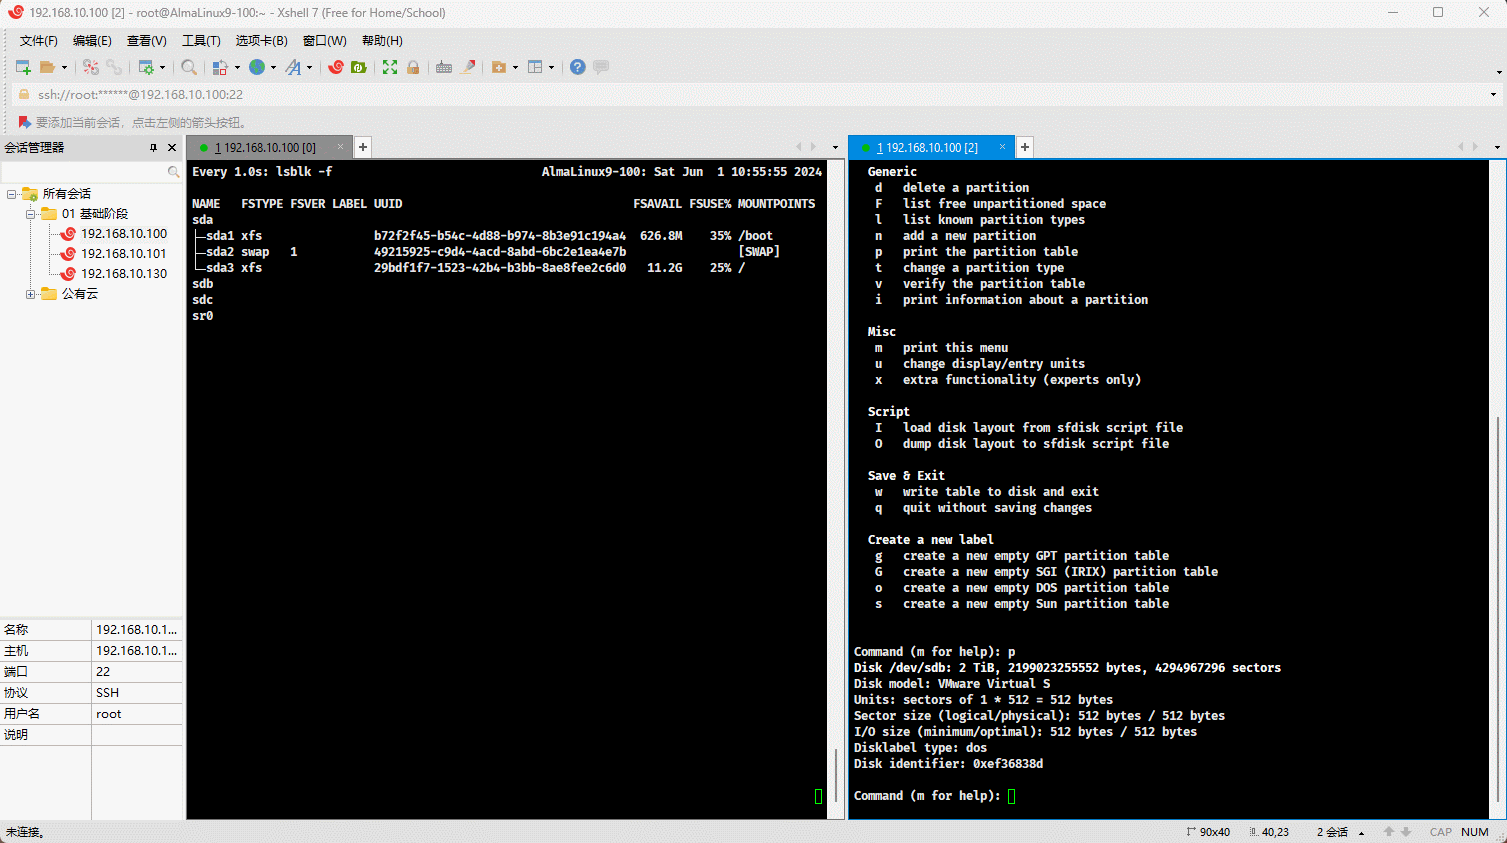 192.168.10.100 [2] - root@AlmaLinux9-100:~ - Xshell 7 (Free for Home/School)
文件(F) 编辑(E) 查看(V) 工具(T) 选项卡(B) 窗口(W) 帮助(H)
ssh://root:******@192.168.10.100:22
要添加当前会话，点击左侧的箭头按钮。
会话管理器
所有会话
01 基础阶段
192.168.10.100
192.168.10.101
192.168.10.130
公有云
名称 192.168.10.1...
主机 192.168.10.1...
端口 22
协议 SSH
用户名 root
说明
1 192.168.10.100 [0]
Every 1.0s: lsblk -f AlmaLinux9-100: Sat Jun 1 10:55:55 2024
NAME FSTYPE FSVER LABEL UUID FSAVAIL FSUSE% MOUNTPOINTS
sda
├─sda1 xfs b72f2f45-b54c-4d88-b974-8b3e91c194a4 626.8M 35% /boot
├─sda2 swap 1 49215925-c9d4-4acd-8abd-6bc2e1ea4e7b [SWAP]
└─sda3 xfs 29bdf1f7-1523-42b4-b3bb-8ae8fee2c6d0 11.2G 25% /
sdb
sdc
sr0
1 192.168.10.100 [2]
Generic
d delete a partition
F list free unpartitioned space
l list known partition types
n add a new partition
p print the partition table
t change a partition type
v verify the partition table
i print information about a partition
Misc
m print this menu
u change display/entry units
x extra functionality (experts only)
Script
I load disk layout from sfdisk script file
O dump disk layout to sfdisk script file
Save & Exit
w write table to disk and exit
q quit without saving changes
Create a new label
g create a new empty GPT partition table
G create a new empty SGI (IRIX) partition table
o create a new empty DOS partition table
s create a new empty Sun partition table
Command (m for help): p
Disk /dev/sdb: 2 TiB, 2199023255552 bytes, 4294967296 sectors
Disk model: VMware Virtual S
Units: sectors of 1 * 512 = 512 bytes
Sector size (logical/physical): 512 bytes / 512 bytes
I/O size (minimum/optimal): 512 bytes / 512 bytes
Disklabel type: dos
Disk identifier: 0xef36838d
Command (m for help):
未连接。 90x40 40,23 2 会话 CAP NUM